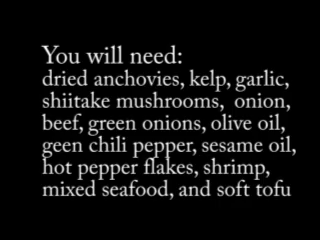 You will need:
dried anchovies, kelp, garlic,
shiitake mushrooms,  onion,
beef, green onions, olive oil,
geen chili pepper, sesame oil,
hot pepper flakes, shrimp,
mixed seafood, and soft tofu